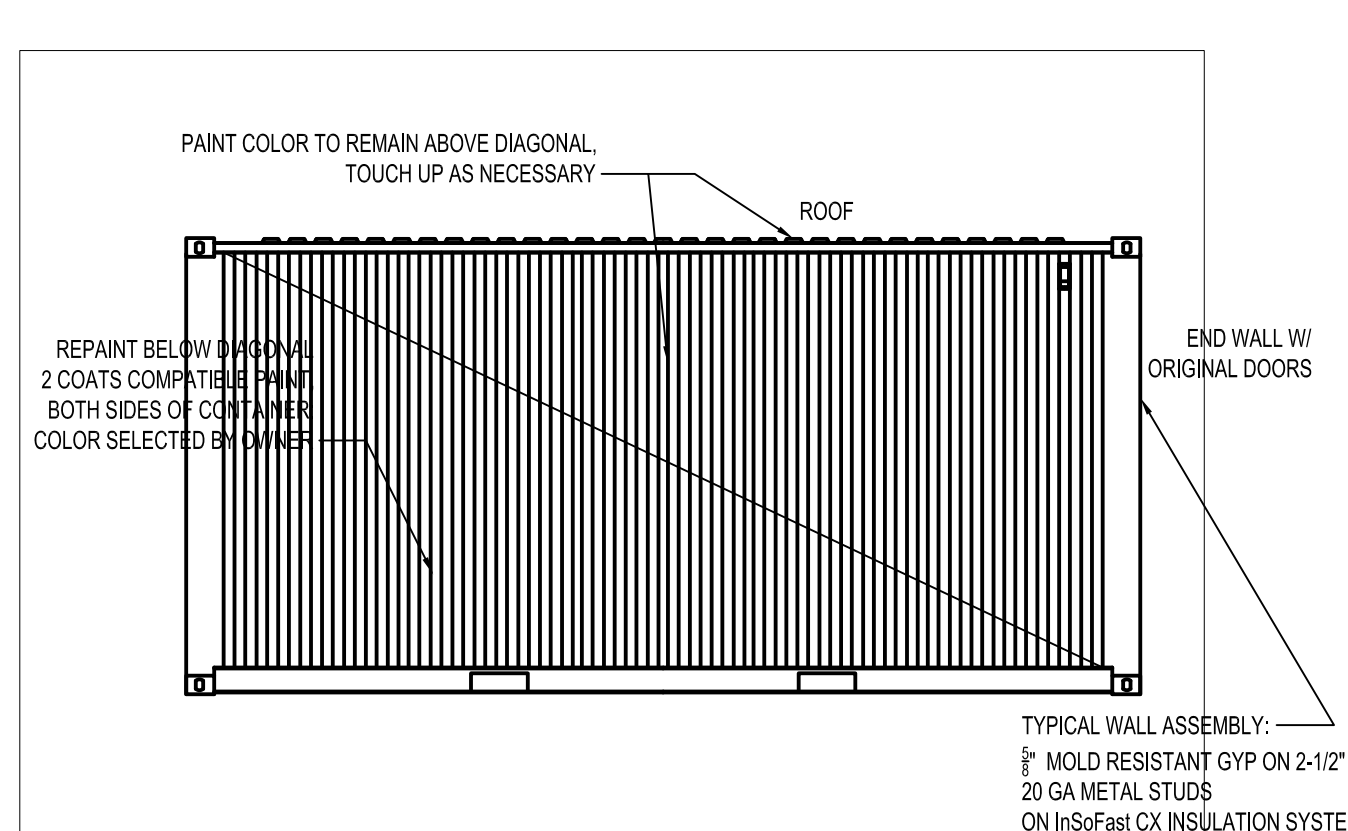 PAINT COLOR TO REMAIN ABOVE DIAGONAL,
TOUCH UP AS NECESSARY
ROOF
REPAINT BELOW DIAGONAL
2 COATS COMPATIBLE PAINT,
BOTH SIDES OF CONTAINER
COLOR SELECTED BY OWNER
END WALL W/
ORIGINAL DOORS
TYPICAL WALL ASSEMBLY:
5/8" MOLD RESISTANT GYP ON 2-1/2"
20 GA METAL STUDS
ON InSoFast CX INSULATION SYSTE